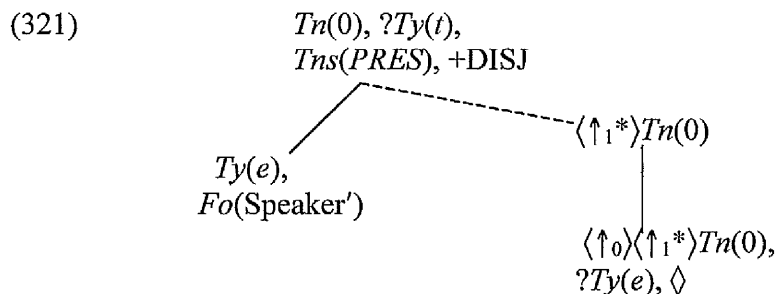 (321) Tn(0), ?Ty(t),
Tns(PRES), +DISJ
⟨↑₁*⟩Tn(0)
Ty(e),
Fo(Speaker′)
⟨↑₀⟩⟨↑₁*⟩Tn(0),
?Ty(e), ◊